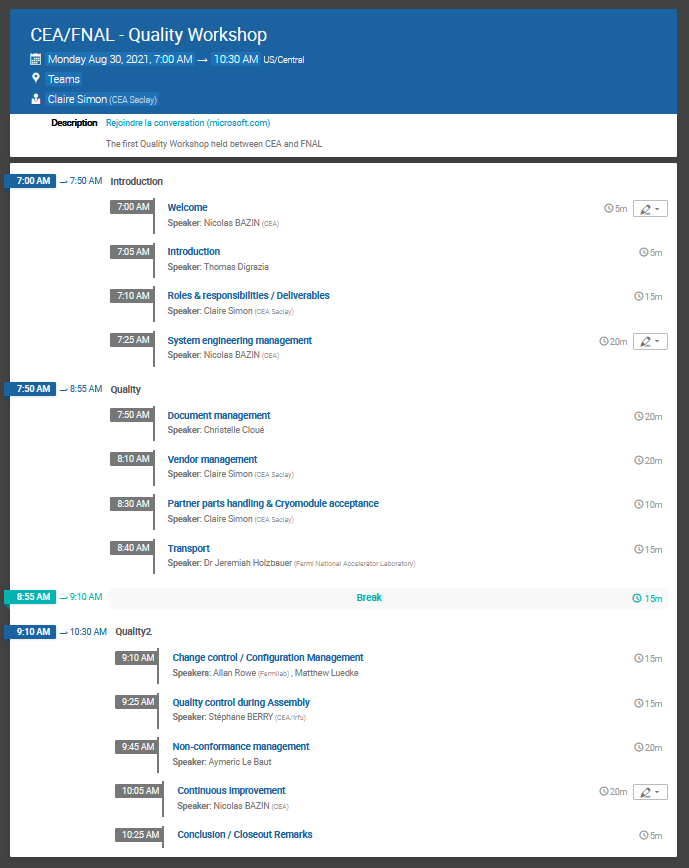 CEA/FNAL - Quality Workshop
Monday Aug 30, 2021, 7:00 AM → 10:30 AM US/Central
Teams
Claire Simon (CEA Saclay)
Description Rejoindre la conversation (microsoft.com)
The first Quality Workshop held between CEA and FNAL
7:00 AM → 7:50 AM Introduction
7:00 AM Welcome 5m
Speaker: Nicolas BAZIN (CEA)
7:05 AM Introduction 5m
Speaker: Thomas Digrazia
7:10 AM Roles & responsibilities / Deliverables 15m
Speaker: Claire Simon (CEA Saclay)
7:25 AM System engineering management 20m
Speaker: Nicolas BAZIN (CEA)
7:50 AM → 8:55 AM Quality
7:50 AM Document management 20m
Speaker: Christelle Cloué
8:10 AM Vendor management 20m
Speaker: Claire Simon (CEA Saclay)
8:30 AM Partner parts handling & Cryomodule acceptance 10m
Speaker: Claire Simon (CEA Saclay)
8:40 AM Transport 15m
Speaker: Dr Jeremiah Holzbauer (Fermi National Accelerator Laboratory)
8:55 AM → 9:10 AM Break 15m
9:10 AM → 10:30 AM Quality2
9:10 AM Change control / Configuration Management 15m
Speakers: Allan Rowe (Fermilab) , Matthew Luedke
9:25 AM Quality control during Assembly 15m
Speaker: Stéphane BERRY (CEA/Irfu)
9:45 AM Non-conformance management 20m
Speaker: Aymeric Le Baut
10:05 AM Continuous Improvement 20m
Speaker: Nicolas BAZIN (CEA)
10:25 AM Conclusion / Closeout Remarks 5m